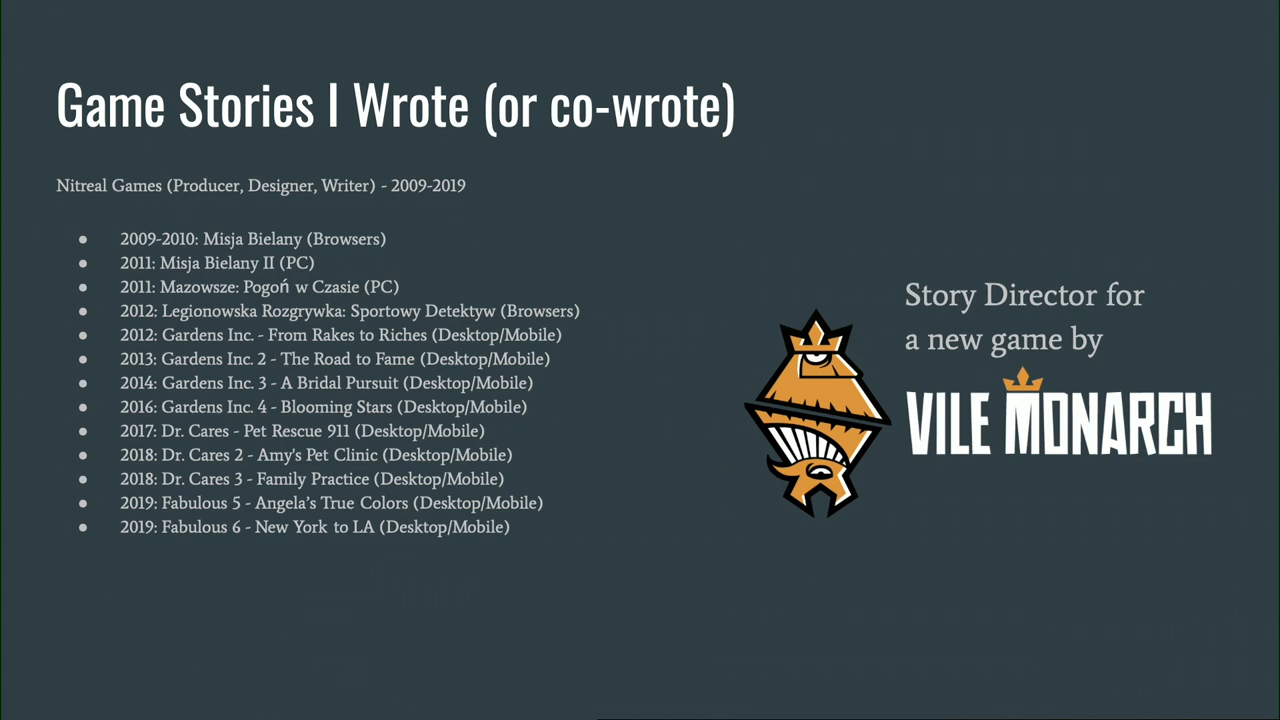 Game Stories I Wrote (or co-wrote)
Nitreal Games (Producer, Designer, Writer) - 2009-2019
● 2009-2010: Misja Bielany (Browsers)
● 2011: Misja Bielany II (PC)
● 2011: Mazowsze: Pogoń w Czasie (PC)
● 2012: Legionowska Rozgrywka: Sportowy Detektyw (Browsers)
● 2012: Gardens Inc. - From Rakes to Riches (Desktop/Mobile)
● 2013: Gardens Inc. 2 - The Road to Fame (Desktop/Mobile)
● 2014: Gardens Inc. 3 - A Bridal Pursuit (Desktop/Mobile)
● 2016: Gardens Inc. 4 - Blooming Stars (Desktop/Mobile)
● 2017: Dr. Cares - Pet Rescue 911 (Desktop/Mobile)
● 2018: Dr. Cares 2 - Amy's Pet Clinic (Desktop/Mobile)
● 2018: Dr. Cares 3 - Family Practice (Desktop/Mobile)
● 2019: Fabulous 5 - Angela's True Colors (Desktop/Mobile)
● 2019: Fabulous 6 - New York to LA (Desktop/Mobile)
Story Director for
a new game by
VILE MONARCH